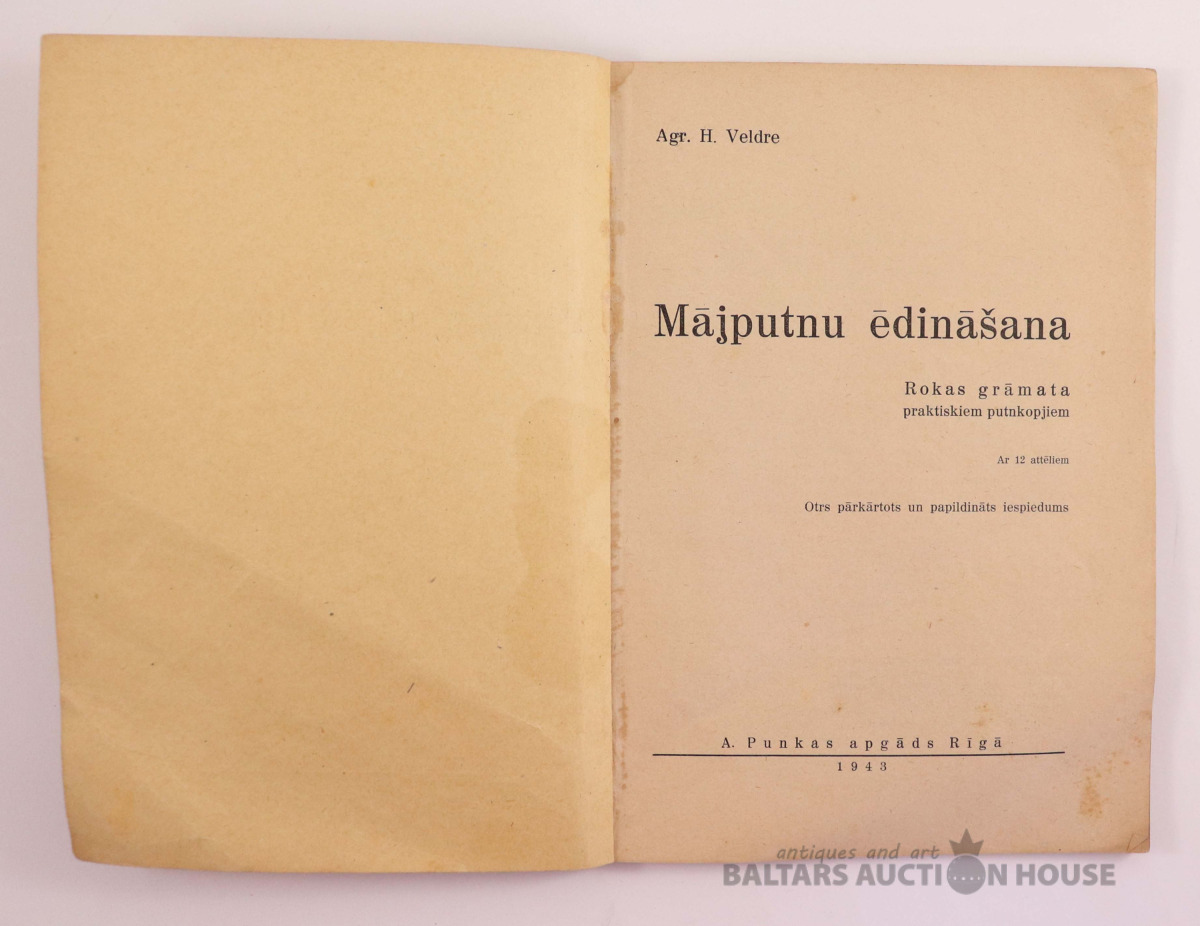 Agr. H. Veldre
Mājputnu ēdināšana
Rokas grāmata
praktiskiem putnkopjiem
Ar 12 attēliem
Otrs pārkārtots un papildināts iespiedums
A. Punkas apgāds Rīgā
1943
antiques and art
BALTARS AUCTION HOUSE